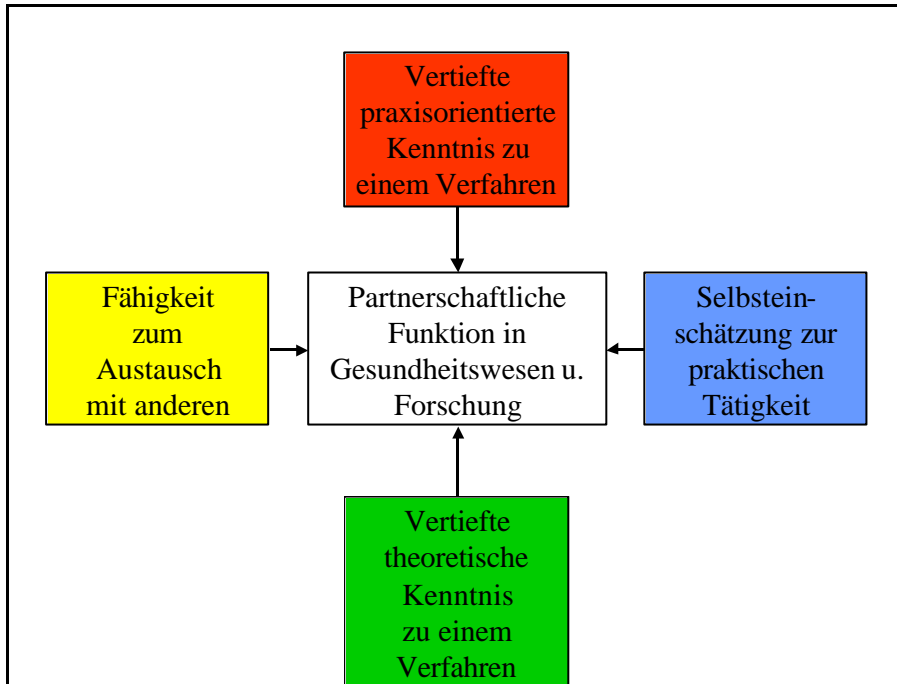 Vertiefte
praxisorientierte
Kenntnis zu
einem Verfahren
Fähigkeit
zum
Austausch
mit anderen
Partnerschaftliche
Funktion in
Gesundheitswesen u.
Forschung
Selbstein-
schätzung zur
praktischen
Tätigkeit
Vertiefte
theoretische
Kenntnis
zu einem
Verfahren